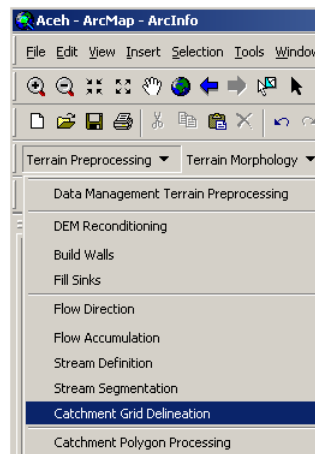 Aceh - ArcMap - ArcInfo
File Edit View Insert Selection Tools Window
Terrain Preprocessing Terrain Morphology
Data Management Terrain Preprocessing
DEM Reconditioning
Build Walls
Fill Sinks
Flow Direction
Flow Accumulation
Stream Definition
Stream Segmentation
Catchment Grid Delineation
Catchment Polygon Processing